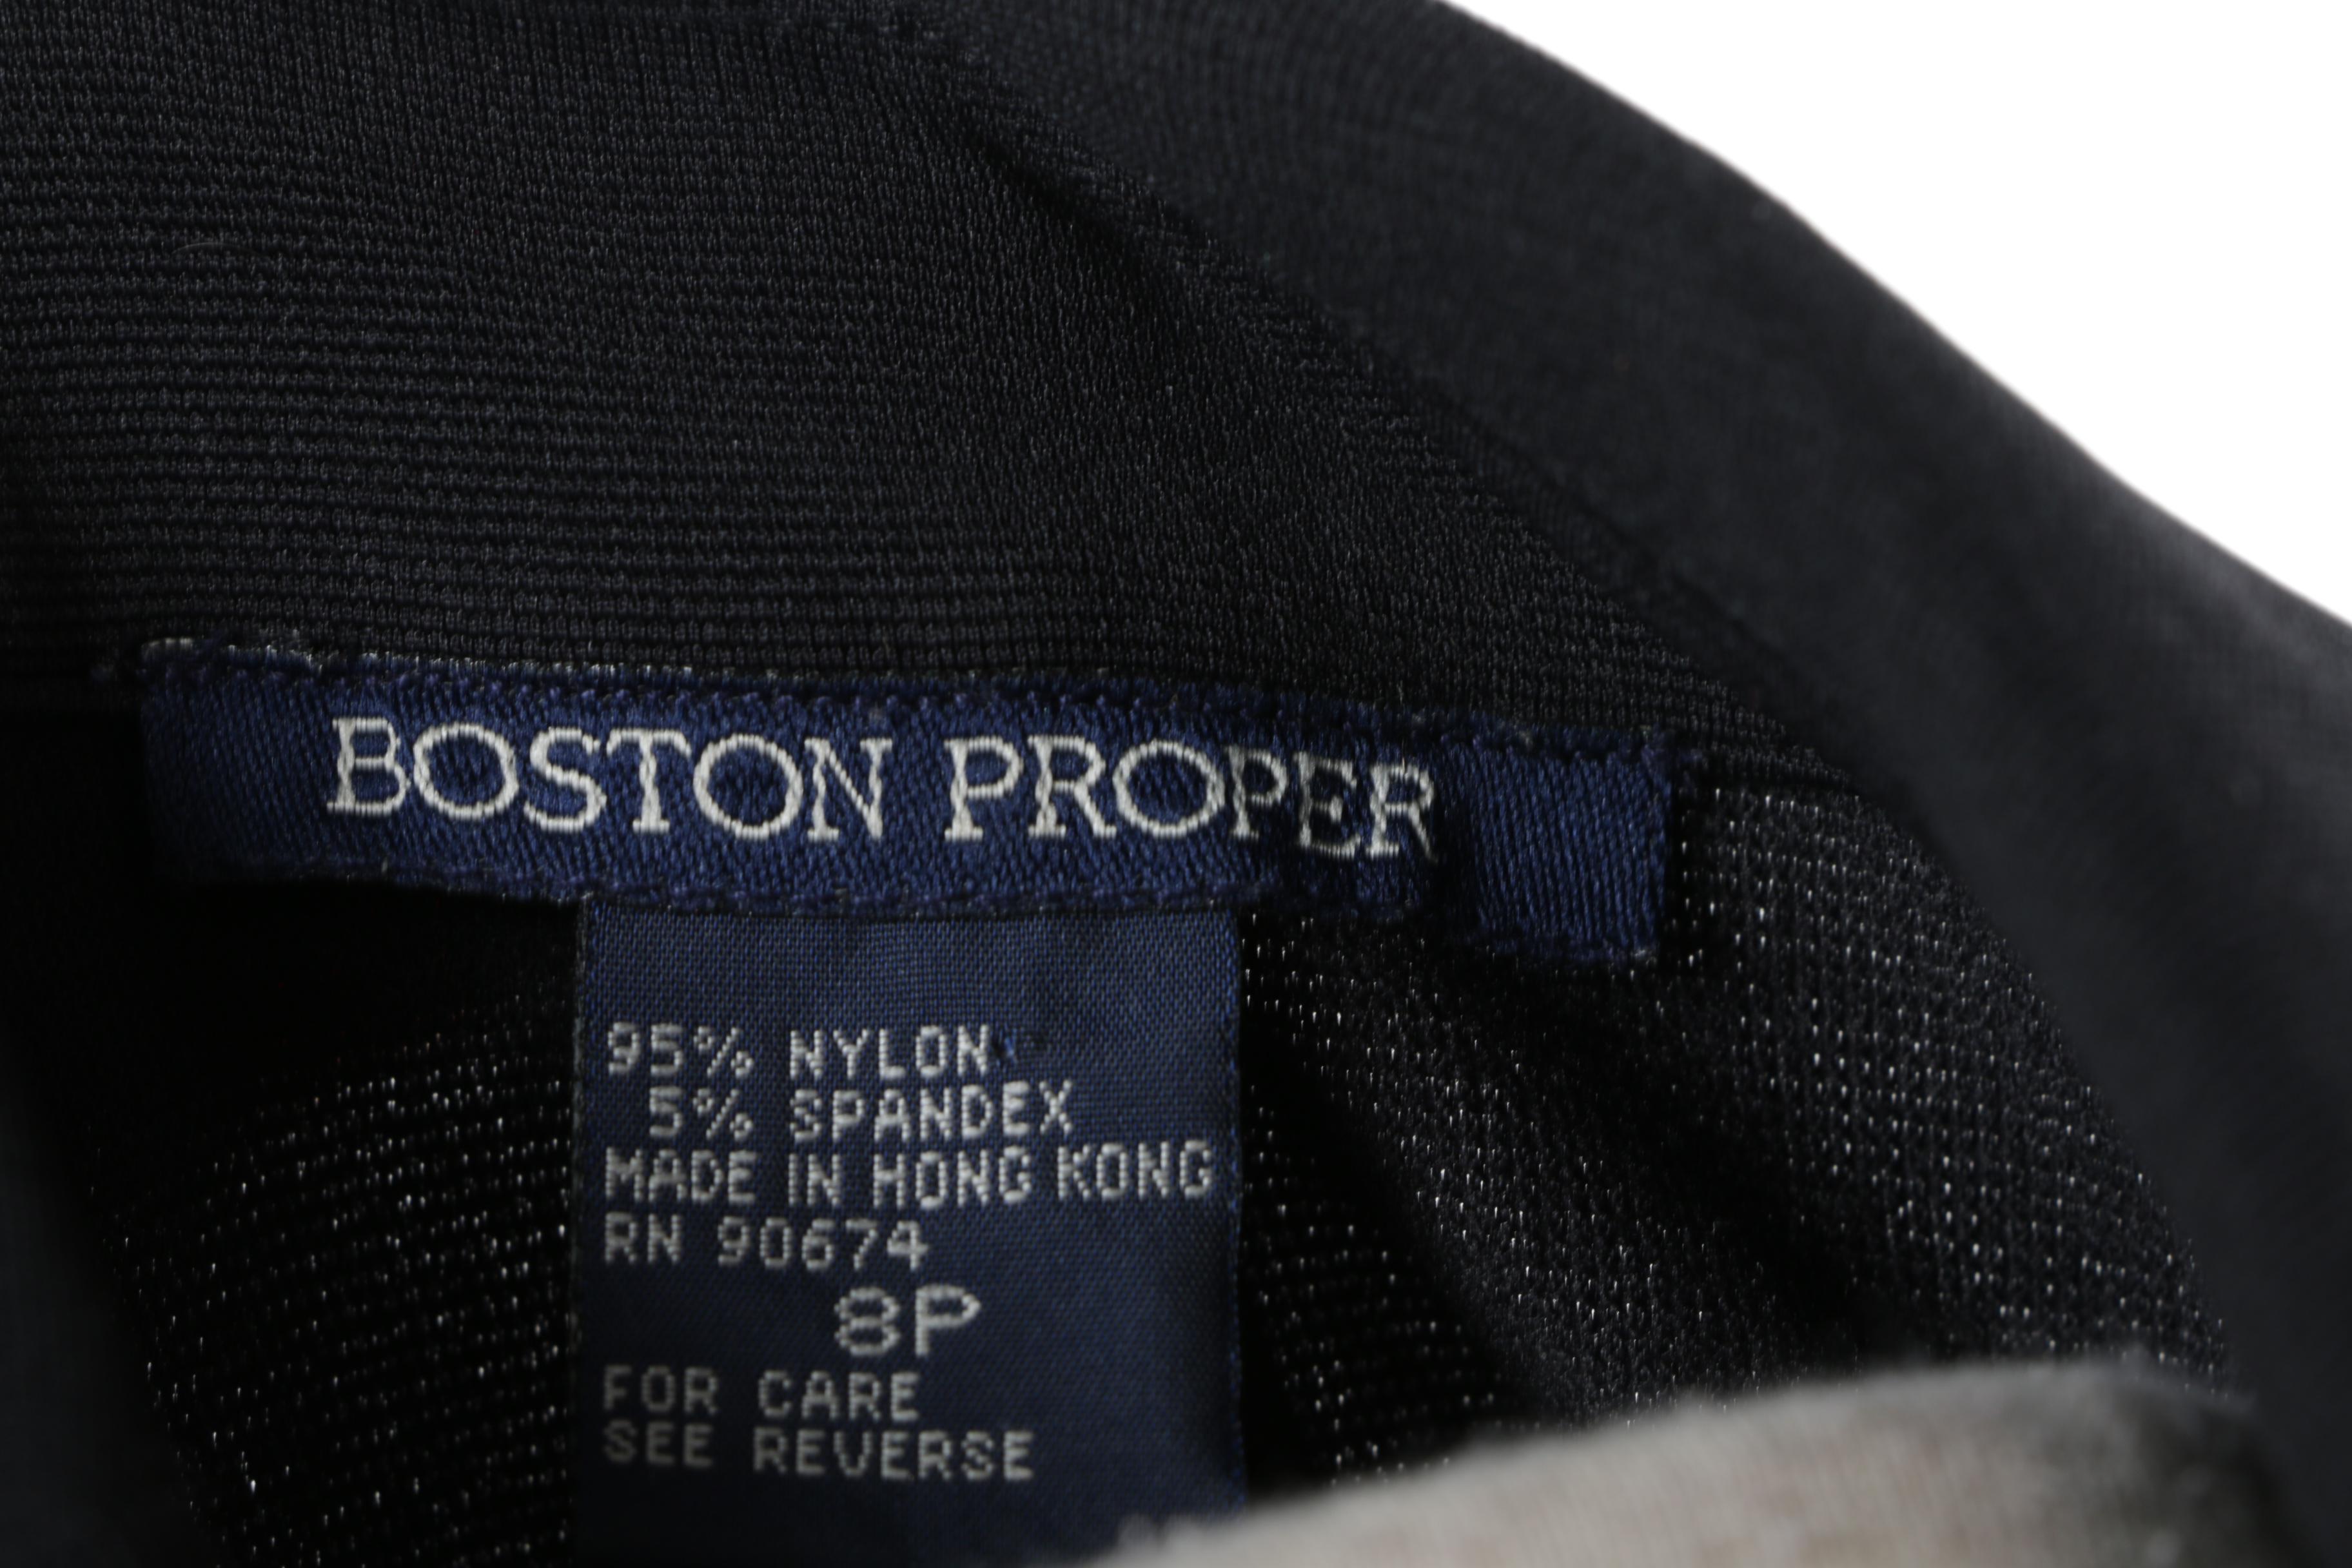 BOSTON PROPER
95% NYLON
5% SPANDEX
MADE IN HONG KONG
RN 90674
8P
FOR CARE
SEE REVERSE